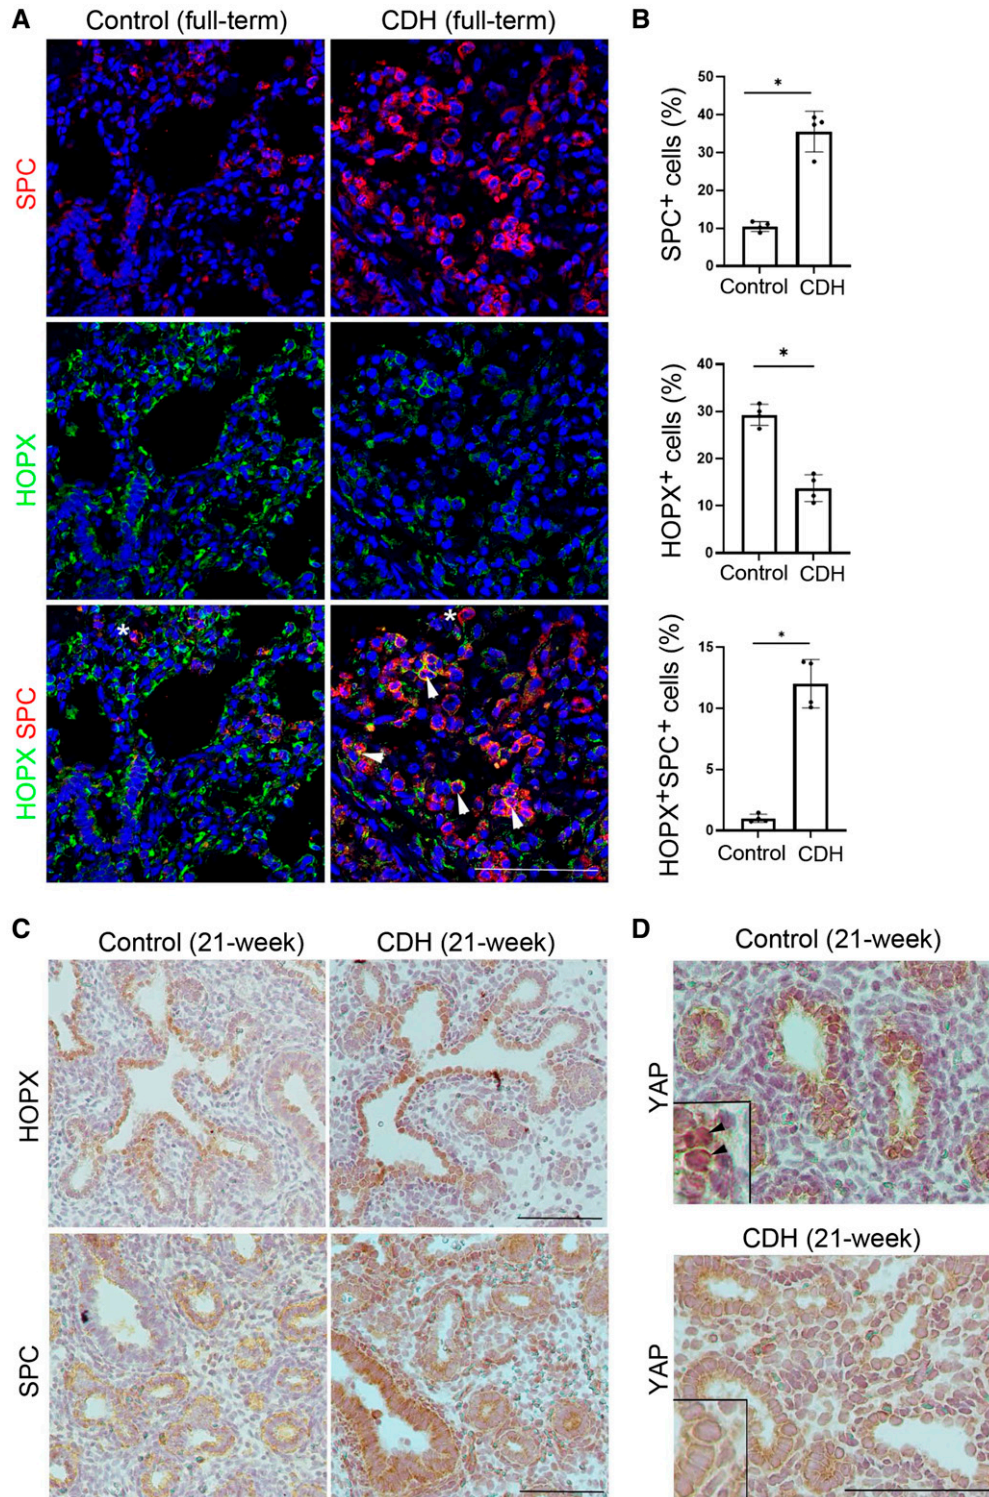 A
Control (full-term)
CDH (full-term)
SPC
HOPX
HOPX SPC
*
*
B
SPC⁺ cells (%)
50
40
30
20
10
0
*
Control
CDH
HOPX⁺ cells (%)
40
30
20
10
0
*
Control
CDH
HOPX⁺SPC⁺ cells (%)
15
10
5
0
*
Control
CDH
C
Control (21-week)
CDH (21-week)
HOPX
SPC
D
Control (21-week)
YAP
CDH (21-week)
YAP